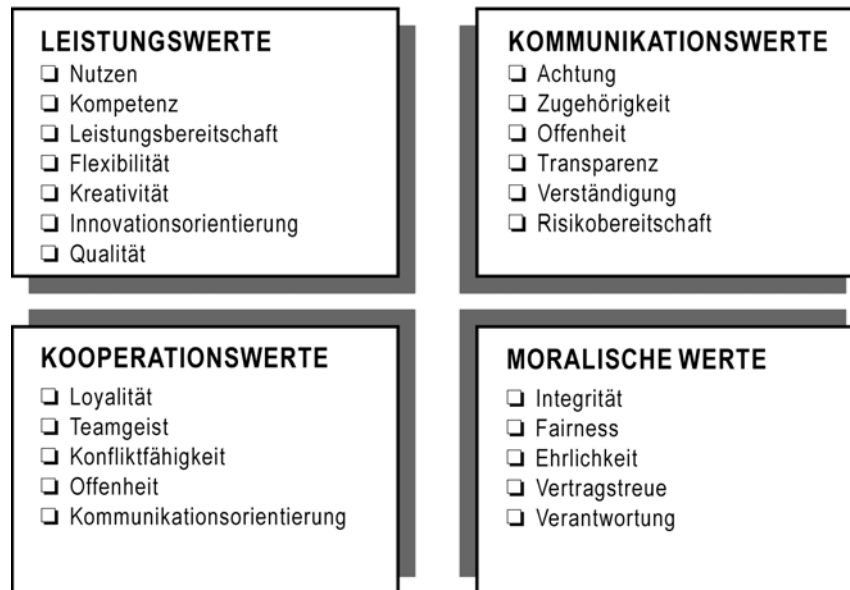 LEISTUNGSWERTE
❏ Nutzen
❏ Kompetenz
❏ Leistungsbereitschaft
❏ Flexibilität
❏ Kreativität
❏ Innovationsorientierung
❏ Qualität
KOMMUNIKATIONSWERTE
❏ Achtung
❏ Zugehörigkeit
❏ Offenheit
❏ Transparenz
❏ Verständigung
❏ Risikobereitschaft
KOOPERATIONSWERTE
❏ Loyalität
❏ Teamgeist
❏ Konfliktfähigkeit
❏ Offenheit
❏ Kommunikationsorientierung
MORALISCHE WERTE
❏ Integrität
❏ Fairness
❏ Ehrlichkeit
❏ Vertragstreue
❏ Verantwortung